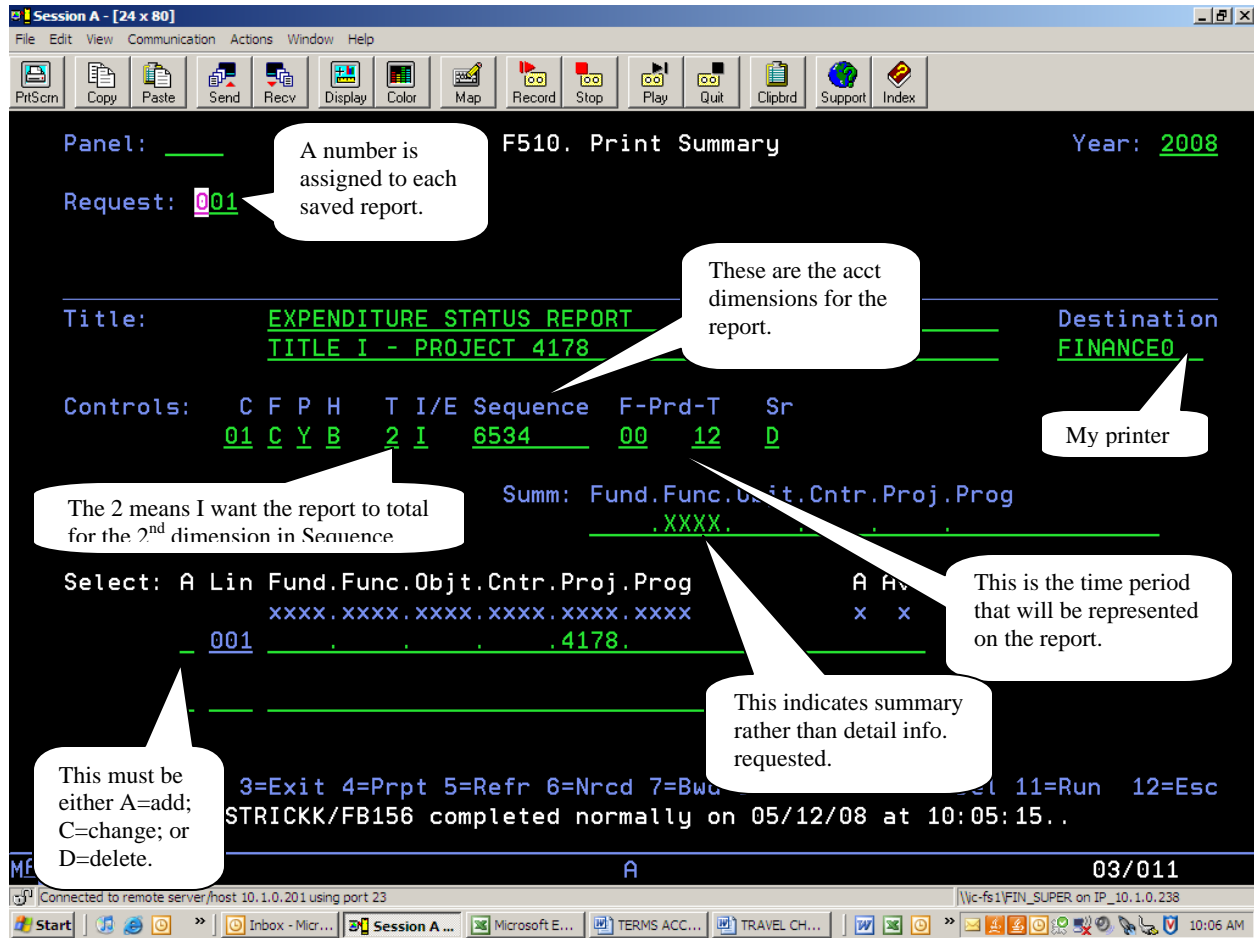 Session A - [24 x 80]
File Edit View Communication Actions Window Help
PrtScrn Copy Paste Send Recv Display Color Map Record Stop Play Quit Clipbrd Support Index
Panel: F510. Print Summary Year: 2008
A number is
assigned to each
saved report.
Request: 001
These are the acct
dimensions for the
report.
Title: EXPENDITURE STATUS REPORT Destination
TITLE I - PROJECT 4178 FINANCE0
My printer
Controls: C F P H T I/E Sequence F-Prd-T Sr
01 C Y B 2 I 6534 00 12 D
The 2 means I want the report to total
for the 2nd dimension in Sequence
Summ: Fund.Func.Objt.Cntr.Proj.Prog
.XXXX. . . .
This is the time period
that will be represented
on the report.
Select: A Lin Fund.Func.Objt.Cntr.Proj.Prog A Av
xxxx.xxxx.xxxx.xxxx.xxxx.xxxx x x
001 . . . .4178.
This indicates summary
rather than detail info.
requested.
This must be
either A=add;
C=change; or
D=delete.
3=Exit 4=Prpt 5=Refr 6=Nrcd 7=Bwd 11=Run 12=Esc
STRICKK/FB156 completed normally on 05/12/08 at 10:05:15..
A 03/011
Connected to remote server/host 10.1.0.201 using port 23 \\jc-fs1\FIN_SUPER on IP_10.1.0.238
Start Inbox - Micr... Session A ... Microsoft E... TERMS ACC... TRAVEL CH... 10:06 AM